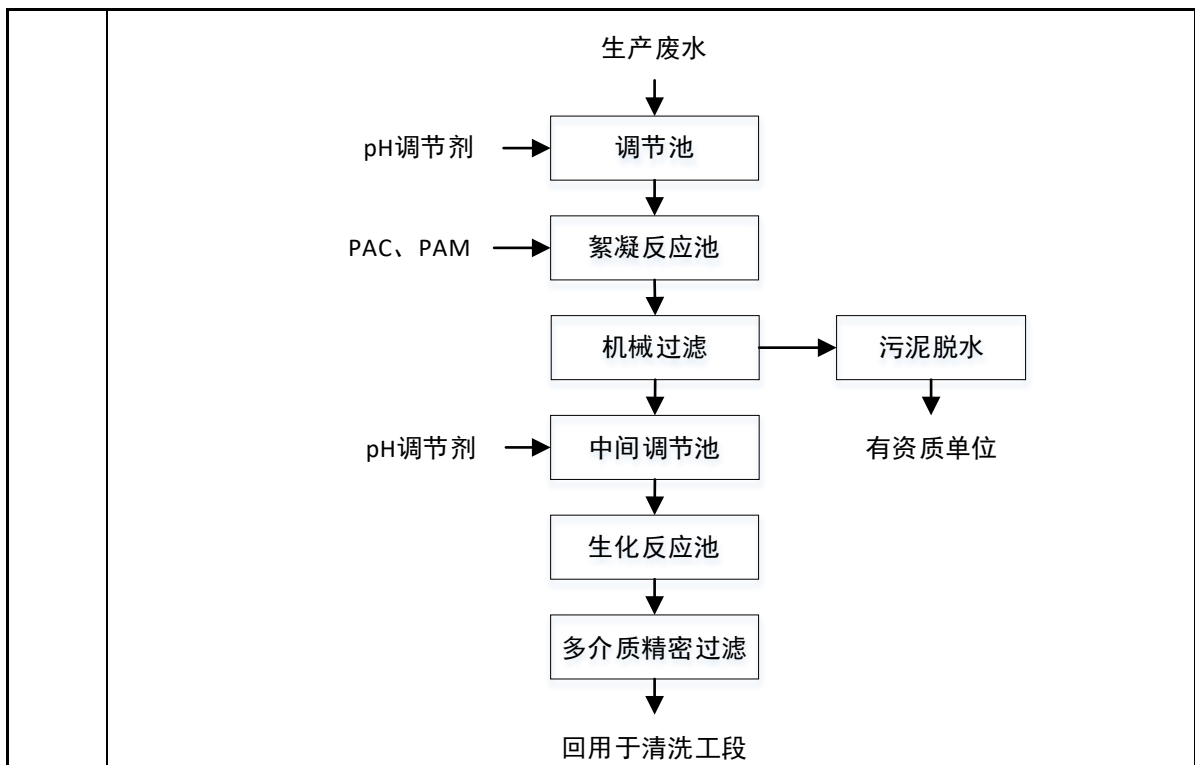 生产废水
pH调节剂
调节池
PAC、PAM
絮凝反应池
机械过滤
污泥脱水
pH调节剂
中间调节池
有资质单位
生化反应池
多介质精密过滤
回用于清洗工段